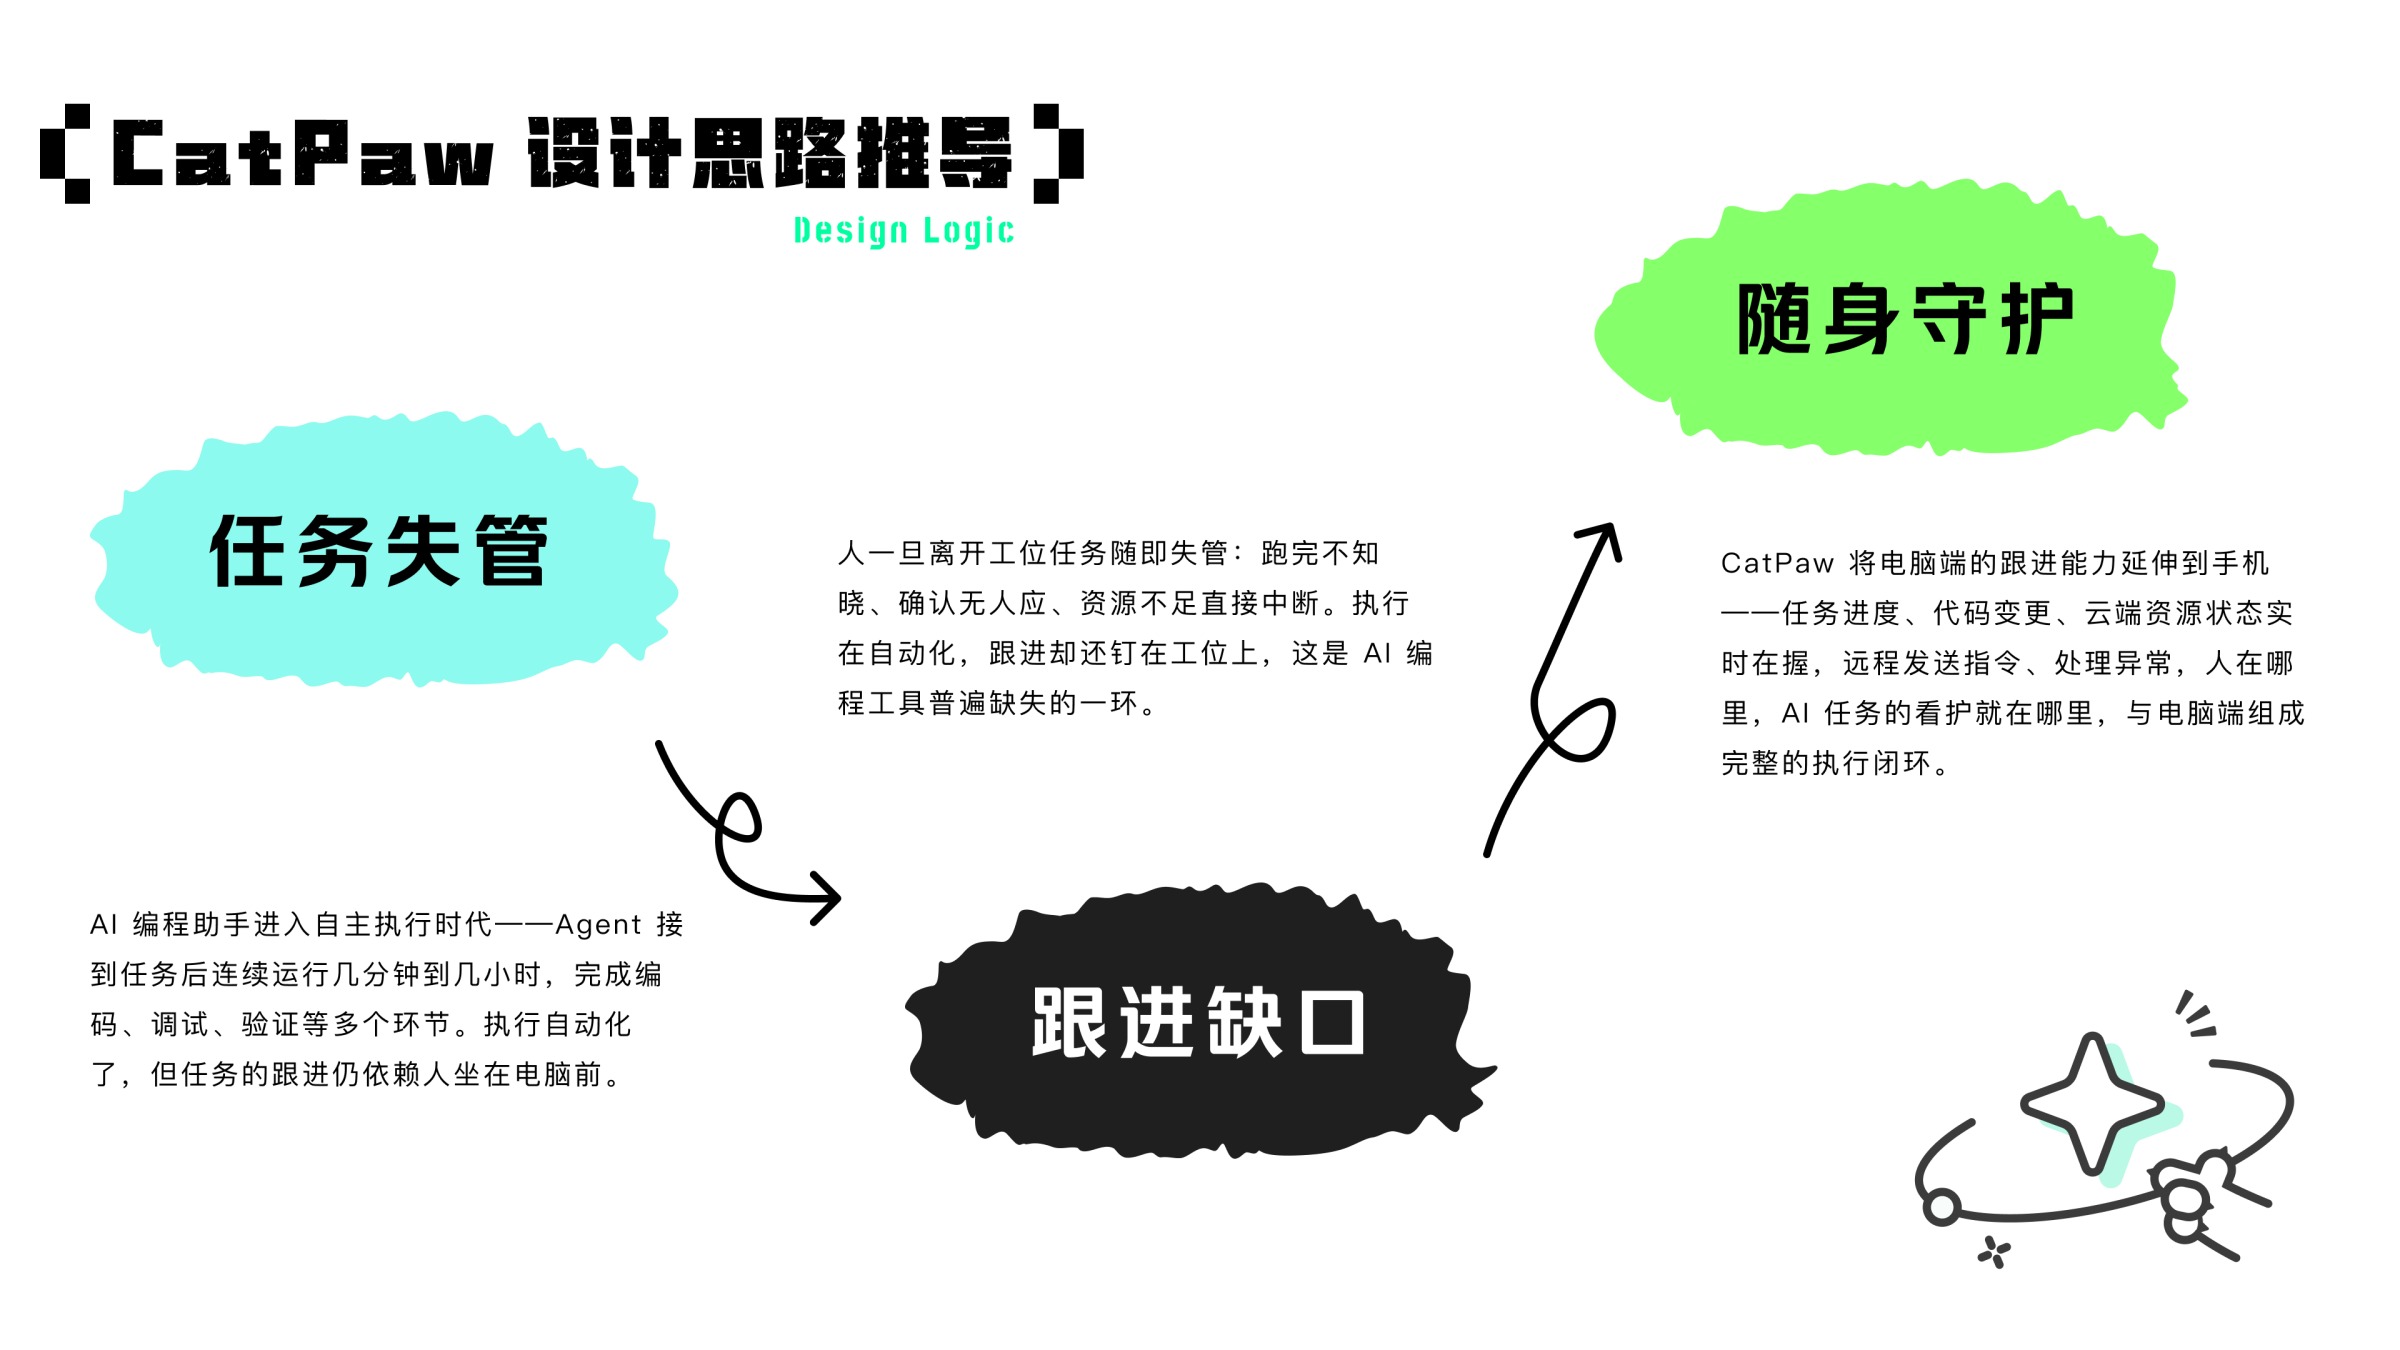 CatPaw 设计思路推导
Design Logic
任务失管
AI 编程助手进入自主执行时代——Agent 接
到任务后连续运行几分钟到几小时，完成编
码、调试、验证等多个环节。执行自动化
了，但任务的跟进仍依赖人坐在电脑前。
人一旦离开工位任务随即失管：跑完不知
晓、确认无人应、资源不足直接中断。执行
在自动化，跟进却还钉在工位上，这是 AI 编
程工具普遍缺失的一环。
跟进缺口
随身守护
CatPaw 将电脑端的跟进能力延伸到手机
——任务进度、代码变更、云端资源状态实
时在握，远程发送指令、处理异常，人在哪
里，AI 任务的看护就在哪里，与电脑端组成
完整的执行闭环。